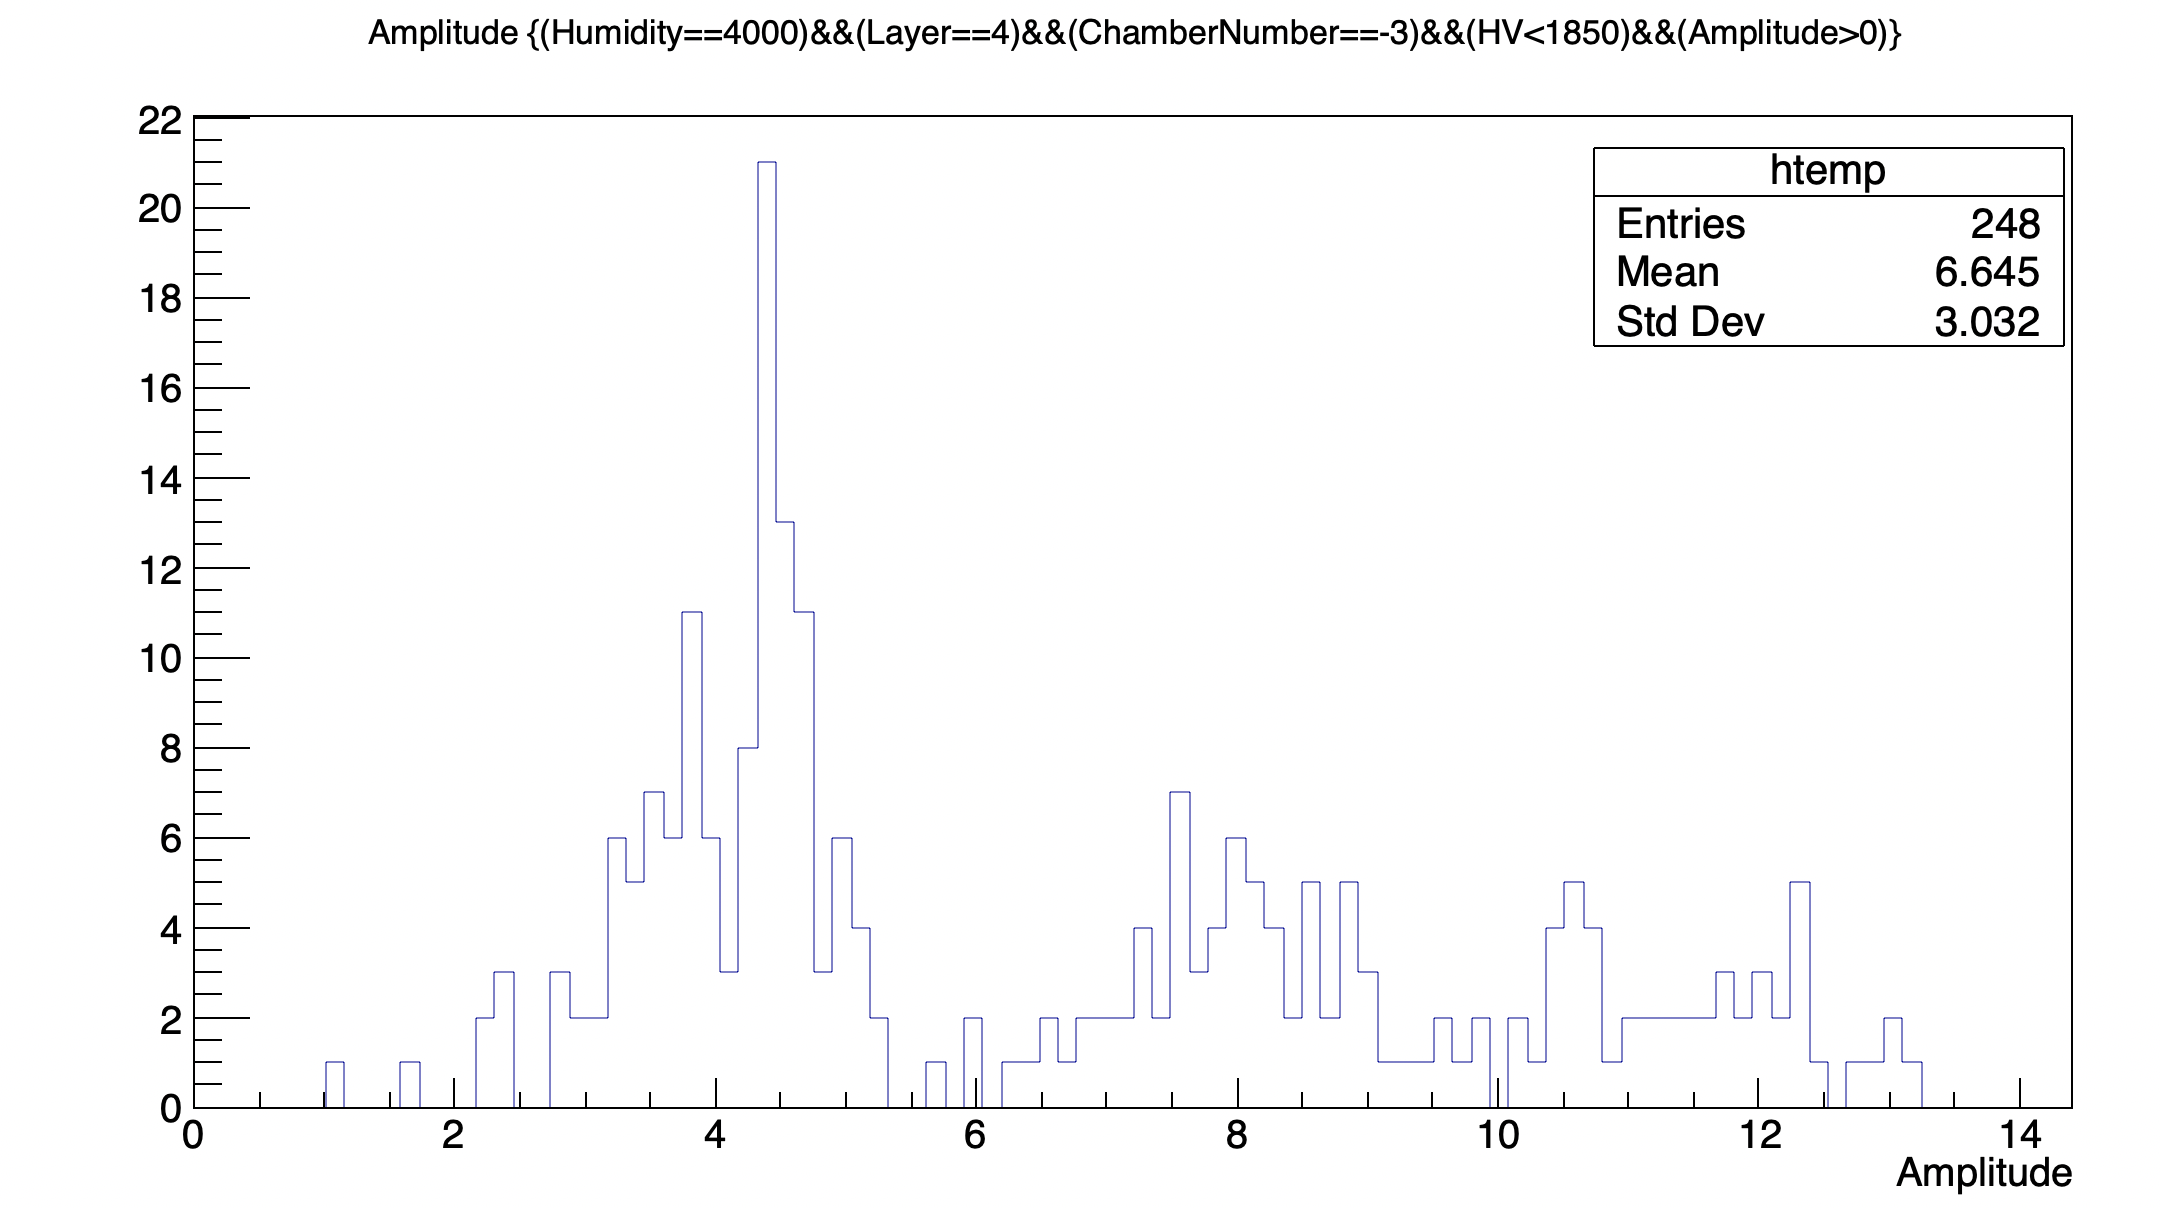 Amplitude {(Humidity==4000)&&(Layer==4)&&(ChamberNumber==-3)&&(HV<1850)&&(Amplitude>0)}
htemp
Entries 248
Mean 6.645
Std Dev 3.032
22
20
18
16
14
12
10
8
6
4
2
0
0 2 4 6 8 10 12 14
Amplitude